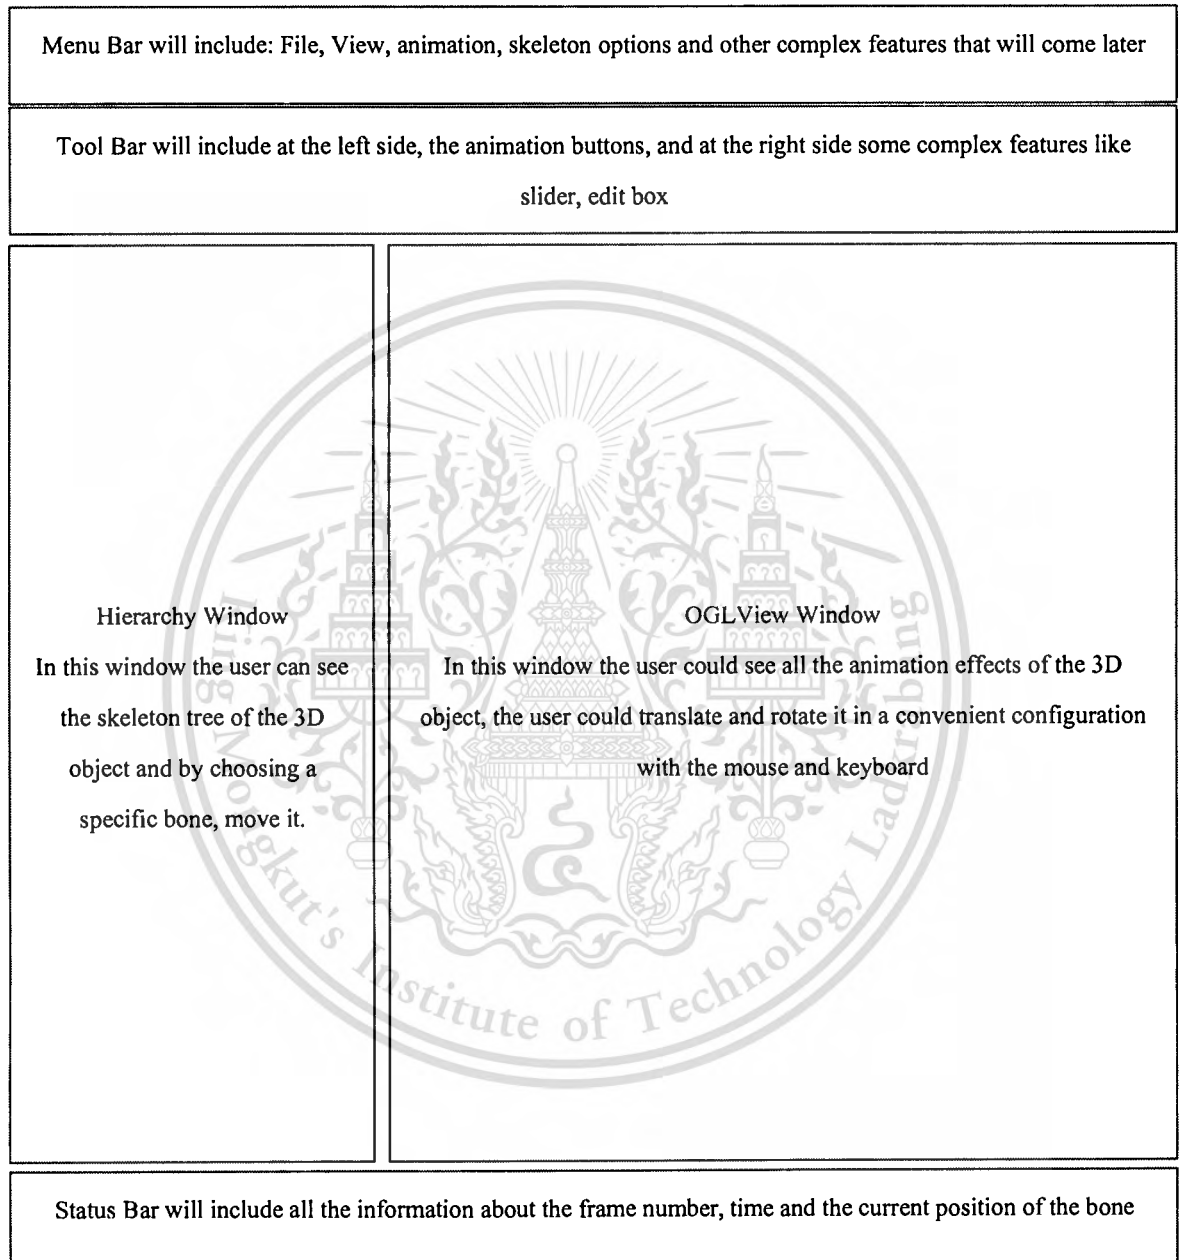 Menu Bar will include: File, View, animation, skeleton options and other complex features that will come later
Tool Bar will include at the left side, the animation buttons, and at the right side some complex features like
slider, edit box
Hierarchy Window
In this window the user can see
the skeleton tree of the 3D
object and by choosing a
specific bone, move it.
OGLView Window
In this window the user could see all the animation effects of the 3D
object, the user could translate and rotate it in a convenient configuration
with the mouse and keyboard
King Mongkut's Institute of Technology Ladkrabang
Status Bar will include all the information about the frame number, time and the current position of the bone